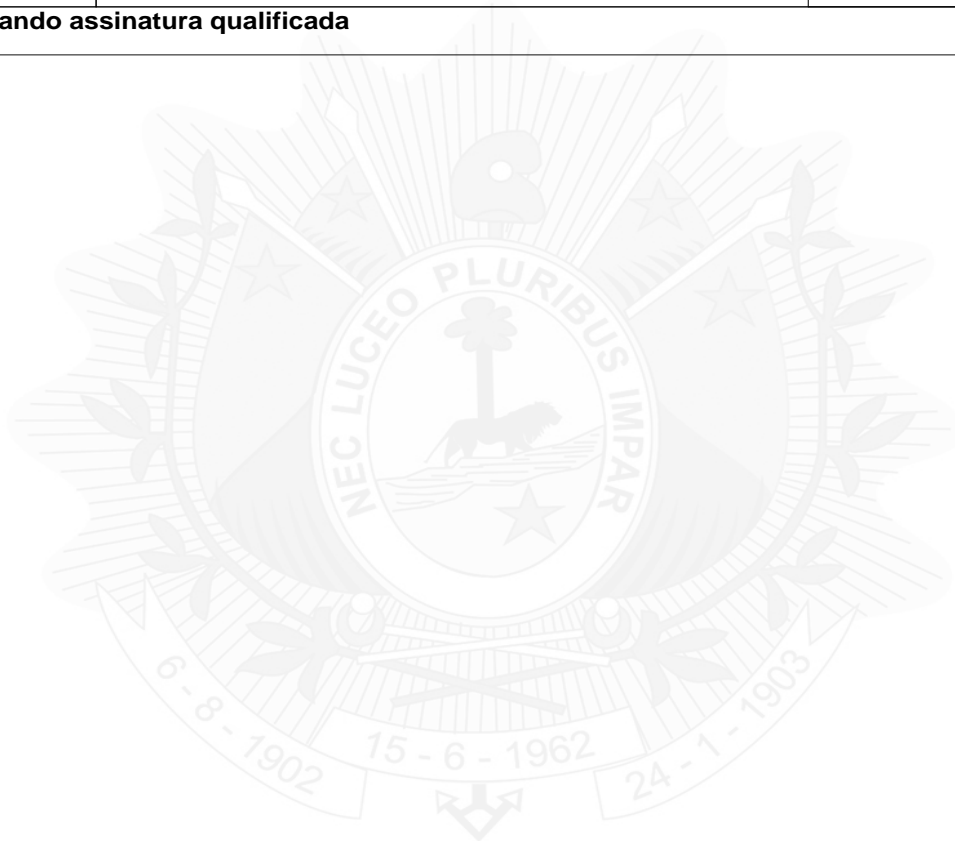 ando assinatura qualificada
NEC LUCEO PLURIBUS IMPAR
6 - 8 - 1902
15 - 6 - 1962
24 - 1 - 1903